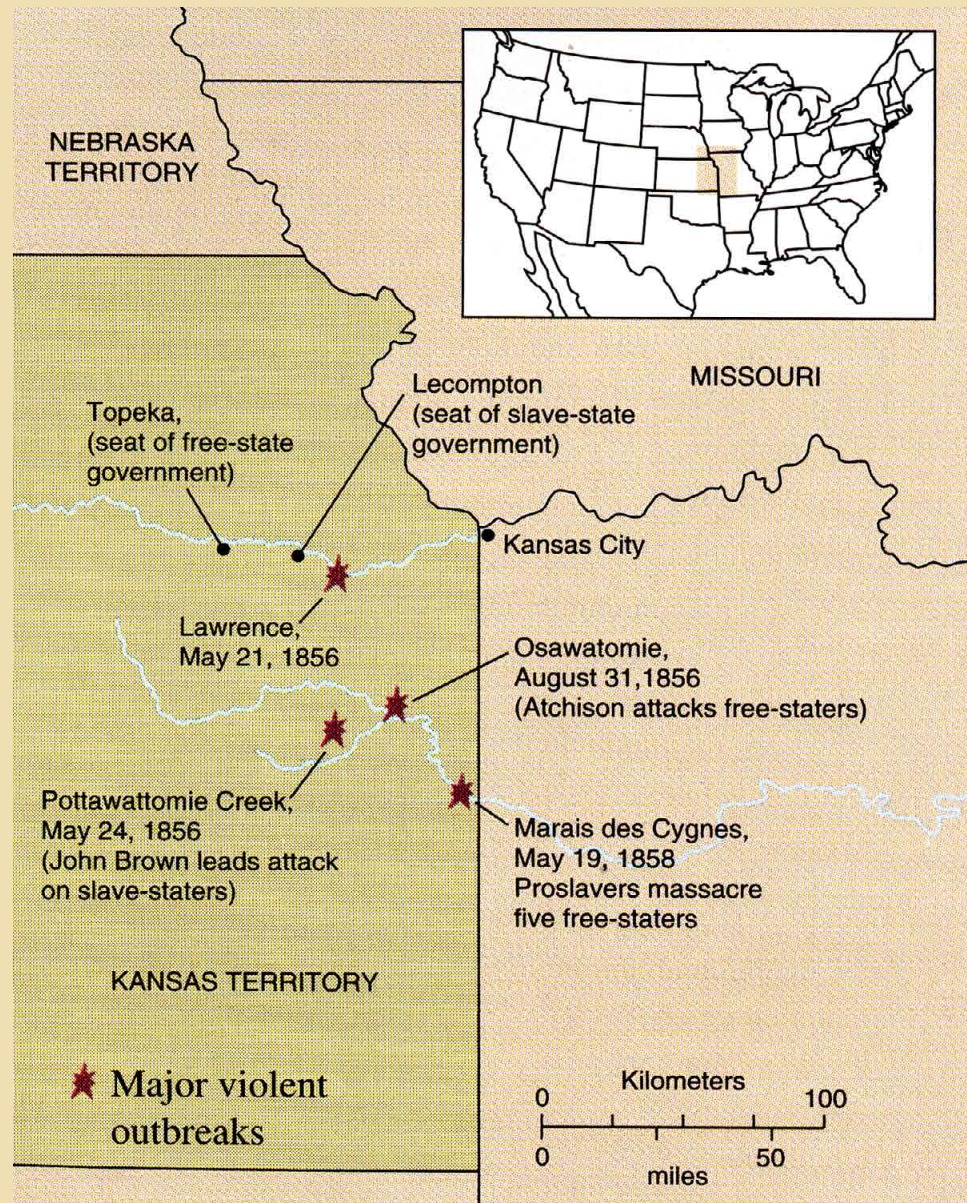 NEBRASKA
TERRITORY
MISSOURI
Lecompton
(seat of slave-state
government)
Topeka,
(seat of free-state
government)
Kansas City
Lawrence,
May 21, 1856
Osawatomie,
August 31,1856
(Atchison attacks free-staters)
Pottawattomie Creek,
May 24, 1856
(John Brown leads attack
on slave-staters)
Marais des Cygnes,
May 19, 1858
Proslavers massacre
five free-staters
KANSAS TERRITORY
Major violent
outbreaks
Kilometers
0 100
0 50
miles